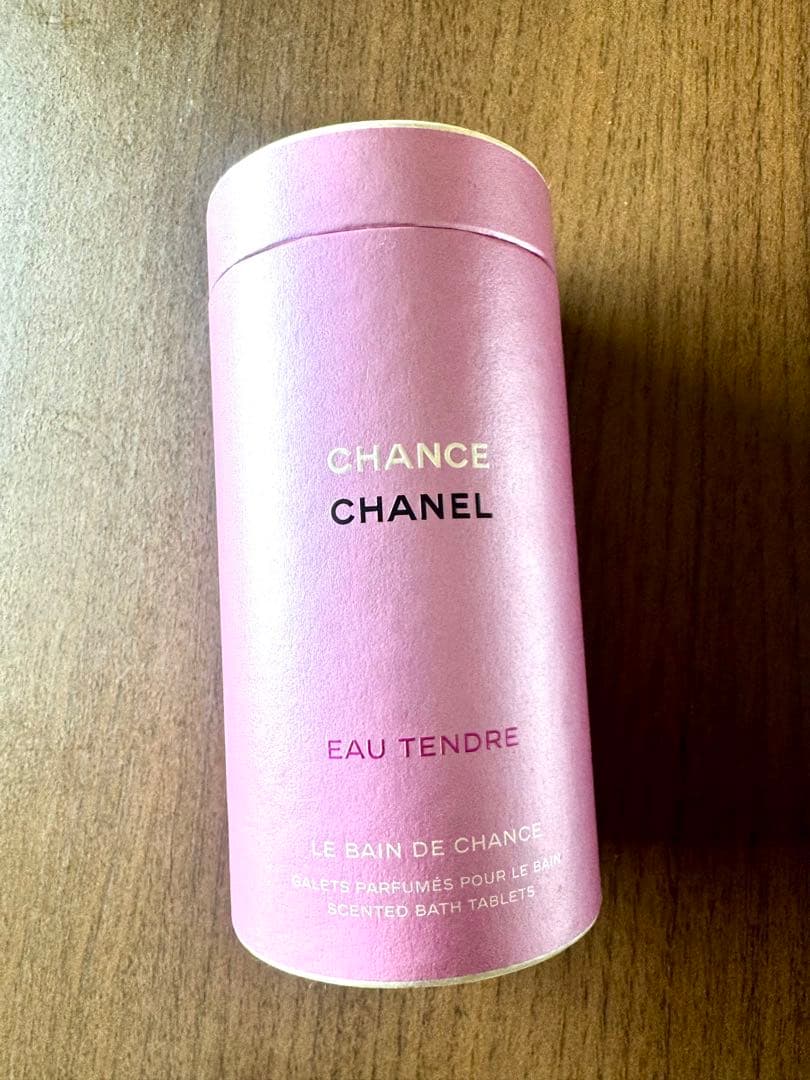 CHANCE
CHANEL
EAU TENDRE
LE BAIN DE CHANCE
GALETS PARFUMÉS POUR LE BAIN
SCENTED BATH TABLETS